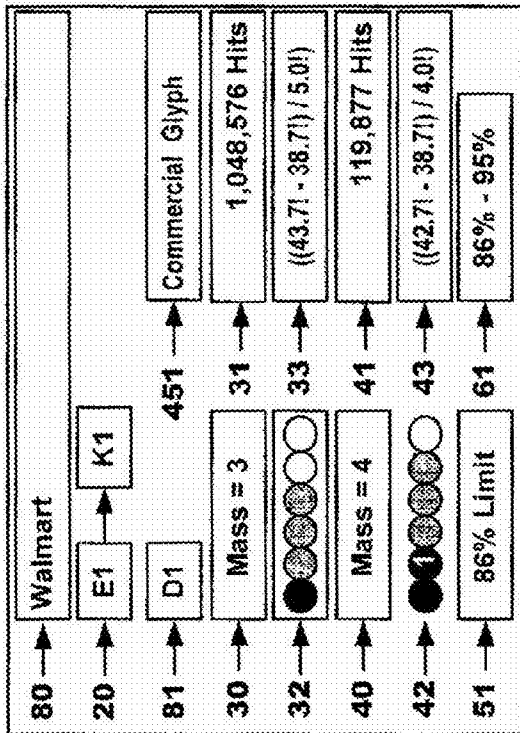 80 Walmart
20 E1 K1
81 D1 451 Commercial Glyph
30 Mass = 3 31 1,048,576 Hits
32 33 ((43.7! - 38.7!) / 5.0!)
40 Mass = 4 41 119,877 Hits
42 1 43 ((42.7! - 38.7!) / 4.0!)
51 86% Limit 61 86% - 95%